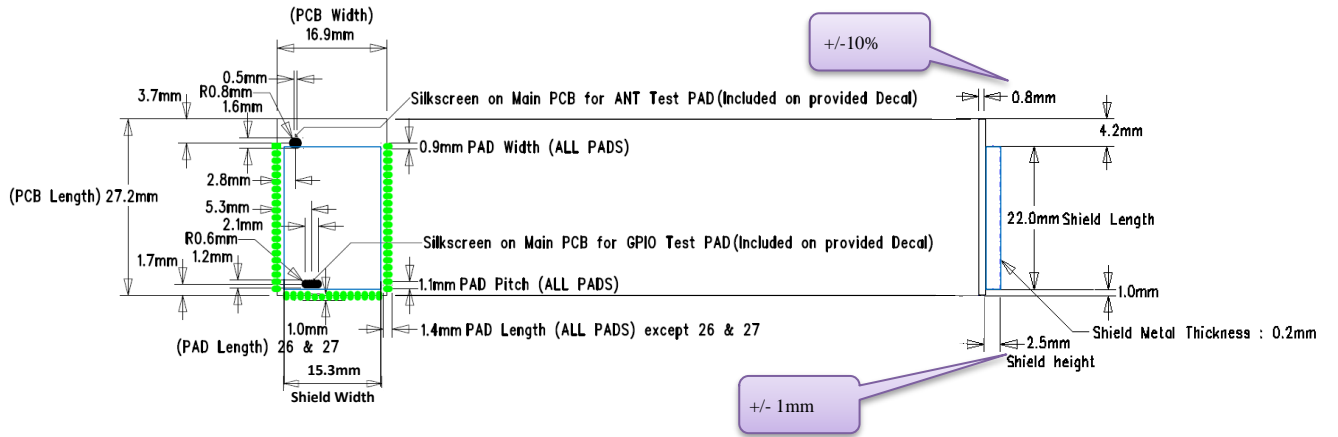 (PCB Width)
16.9mm
+/-10%
0.5mm
R0.8mm
3.7mm
1.6mm
Silkscreen on Main PCB for ANT Test PAD(Included on provided Decal)
0.8mm
4.2mm
0.9mm PAD Width (ALL PADS)
2.8mm
(PCB Length) 27.2mm
5.3mm
2.1mm
22.0mm Shield Length
R0.6mm
Silkscreen on Main PCB for GPIO Test PAD(Included on provided Decal)
1.7mm
1.2mm
1.1mm PAD Pitch (ALL PADS)
1.0mm
1.0mm
1.4mm PAD Length (ALL PADS) except 26 & 27
Shield Metal Thickness : 0.2mm
(PAD Length) 26 & 27
2.5mm
Shield height
15.3mm
Shield Width
+/- 1mm